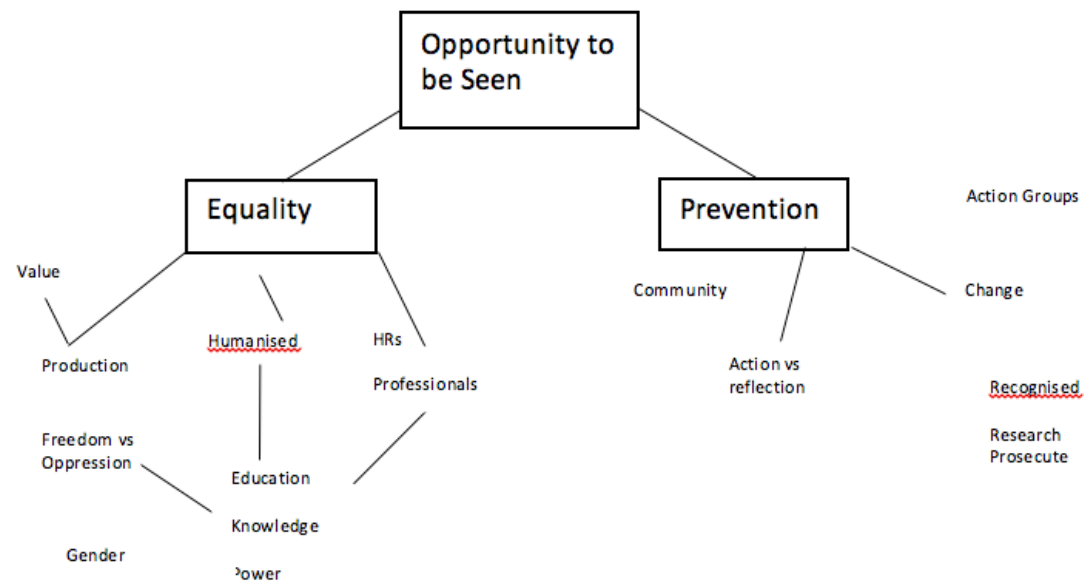 Opportunity to
be Seen
Equality
Prevention
Action Groups
Value
Community
Change
Humanised
HRs
Production
Action vs
reflection
Professionals
Recognised
Freedom vs
Oppression
Research
Prosecute
Education
Knowledge
Gender
Power